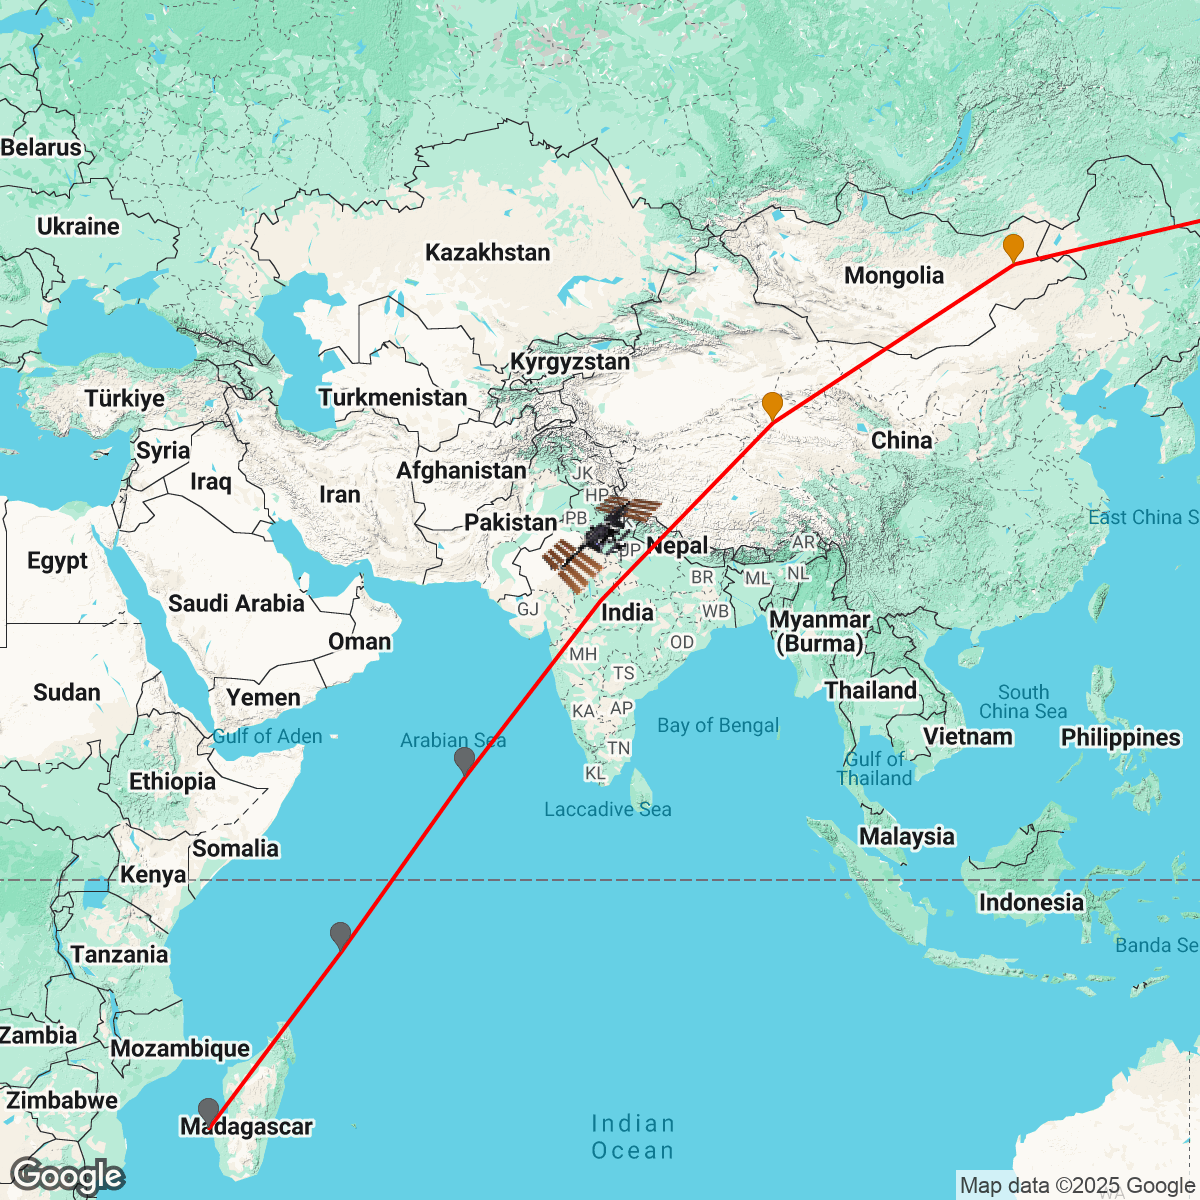 Belarus
Ukraine
Kazakhstan
Mongolia
Kyrgyzstan
Türkiye
Turkmenistan
Syria
China
Iraq
Afghanistan
JK
Iran
HP
Pakistan
PB
East China S
Egypt
UP
Nepal
AR
BR
ML
NL
Saudi Arabia
GJ
India
WB
Myanmar
(Burma)
Oman
OD
MH
TS
Sudan
Yemen
Thailand
South
China Sea
KA
AP
Gulf of Aden
Arabian Sea
Bay of Bengal
Vietnam
Philippines
TN
Gulf of
Thailand
Ethiopia
KL
Laccadive Sea
Malaysia
Somalia
Kenya
Indonesia
Tanzania
Banda Se
Zambia
Mozambique
Zimbabwe
Madagascar
Indian
Ocean
Google
Map data ©2025 Google
WA